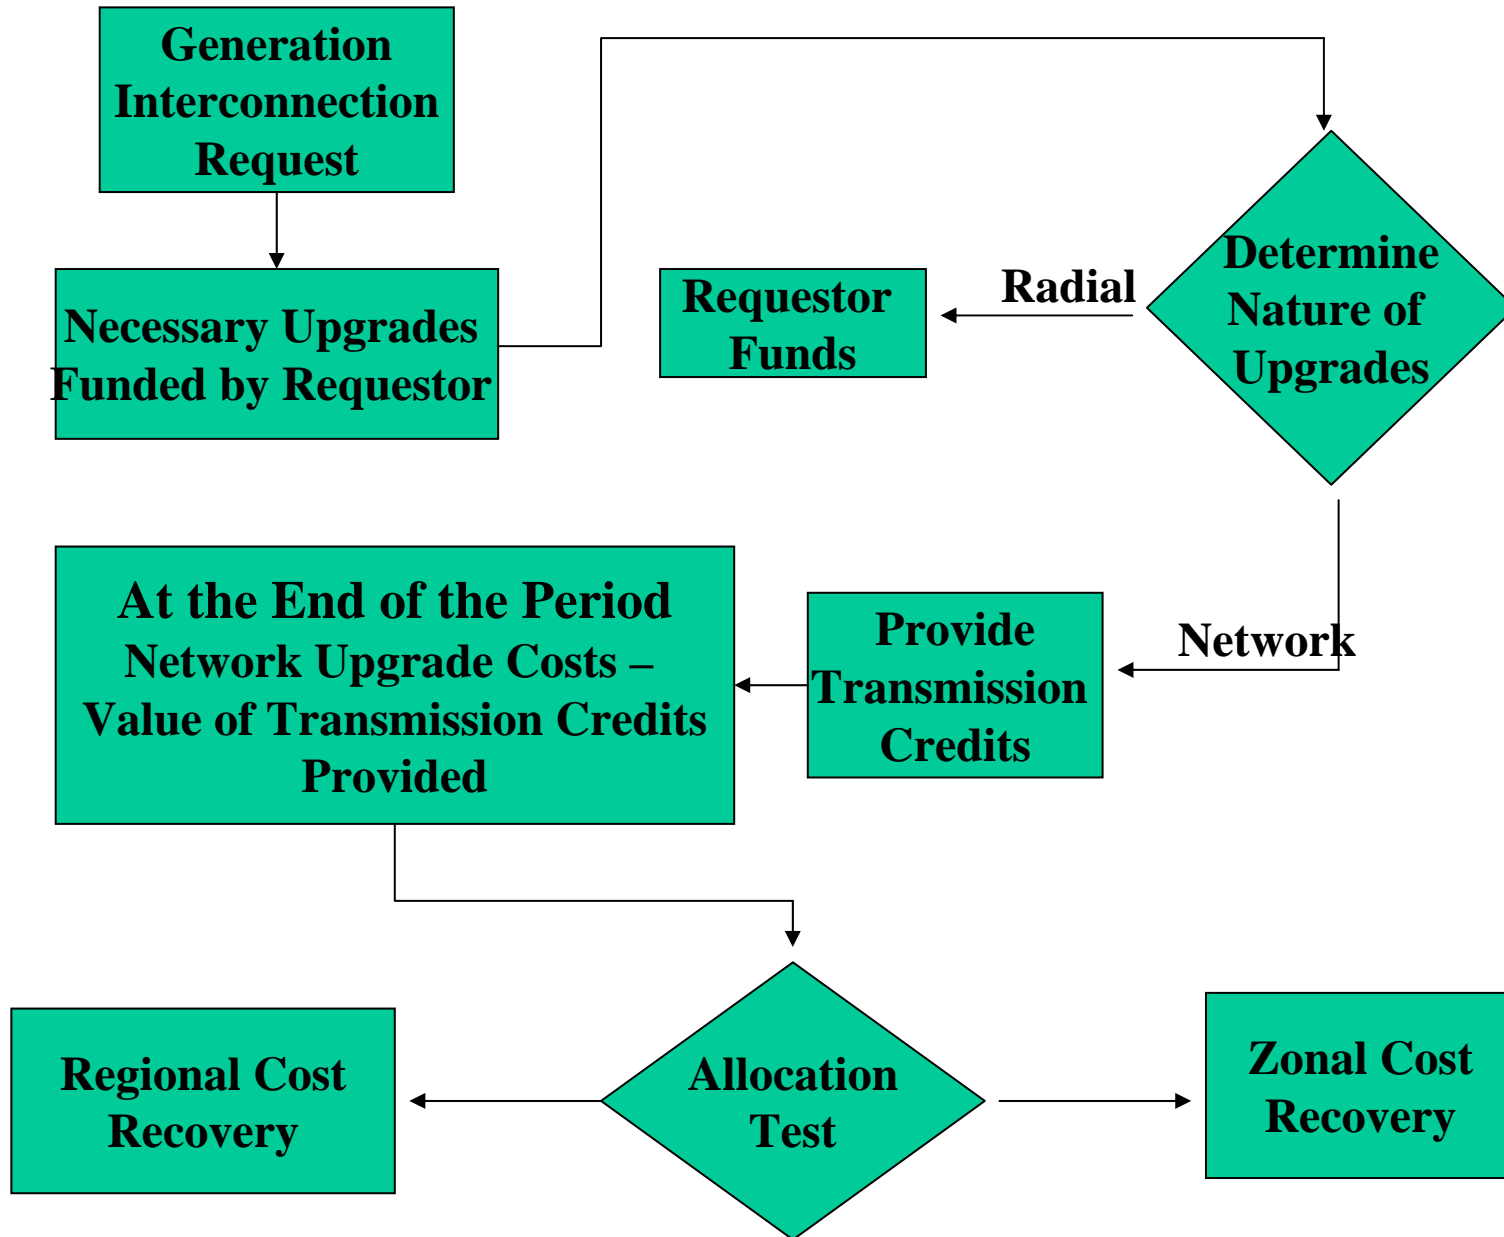 Generation
Interconnection
Request
Necessary Upgrades
Funded by Requestor
Determine
Nature of
Upgrades
Radial
Requestor
Funds
Network
Provide
Transmission
Credits
At the End of the Period
Network Upgrade Costs –
Value of Transmission Credits
Provided
Allocation
Test
Regional Cost
Recovery
Zonal Cost
Recovery